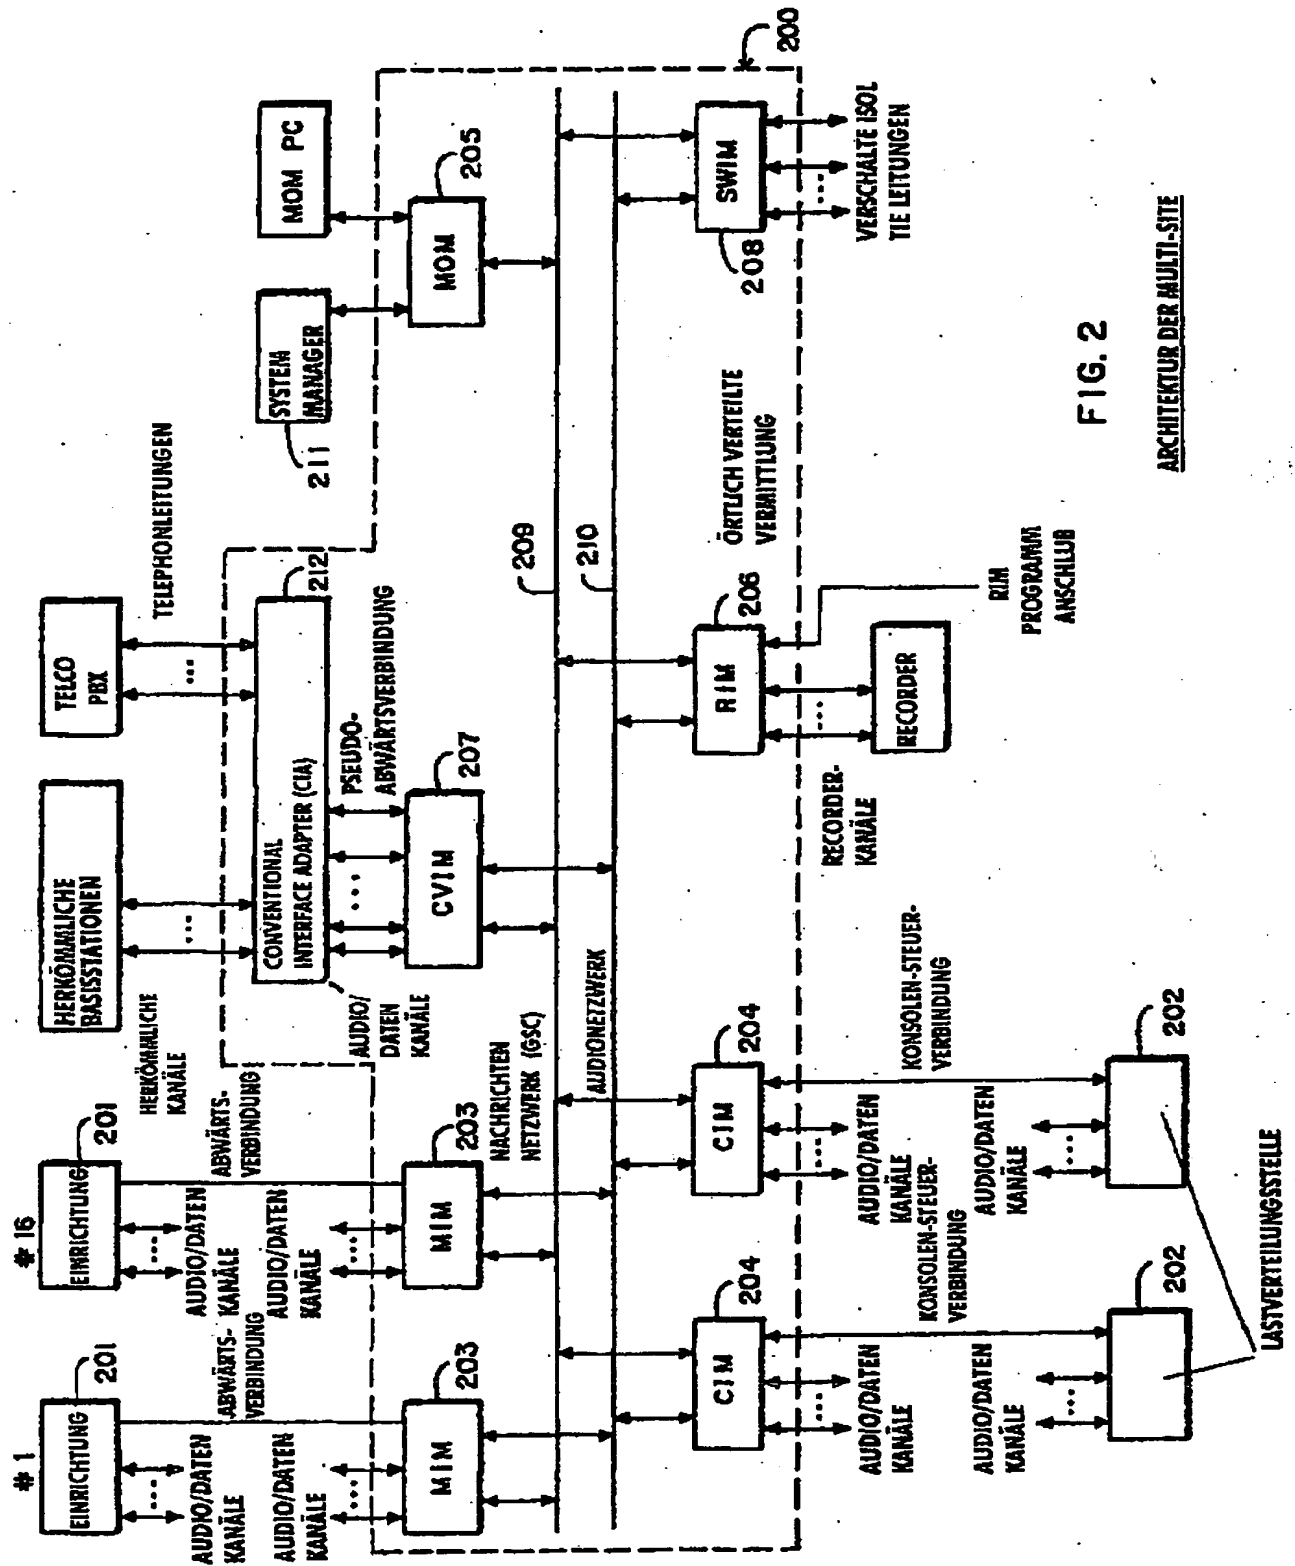 #1
EINRICHTUNG
201
AUDIO/DATEN
KANÄLE
ABWÄRTS-
VERBINDUNG
AUDIO/DATEN
KANÄLE
MIM
203
#16
EINRICHTUNG
201
AUDIO/DATEN
KANÄLE
ABWÄRTS-
VERBINDUNG
AUDIO/DATEN
KANÄLE
MIM
203
HERKÖMMLICHE
BASISSTATIONEN
HERKÖMMLICHE
KANÄLE
TELCO
PBX
TELEPHONLEITUNGEN
CONVENTIONAL
INTERFACE ADAPTER (CIA)
212
AUDIO/
DATEN
KANÄLE
PSEUDO-
ABWÄRTSVERBINDUNG
CVIM
207
SYSTEM
MANAGER
211
MOM PC
MOM
205
NACHRICHTEN
NETZWERK (GSC)
209
AUDIONETZWERK
210
CIM
204
AUDIO/DATEN
KANÄLE
KONSOLEN-STEUER-
VERBINDUNG
AUDIO/DATEN
KANÄLE
202
CIM
204
AUDIO/DATEN
KANÄLE
KONSOLEN-STEUER-
VERBINDUNG
AUDIO/DATEN
KANÄLE
202
LASTVERTEILUNGSSTELLE
RIM
206
RECORDER-
KANÄLE
RECORDER
RIM
PROGRAMM
ANSCHLUB
ÖRTLICH VERTEILTE
VERMITTLUNG
SWIM
208
VERSCHALTE ISOL
TIE LEITUNGEN
200
FIG. 2
ARCHITEKTUR DER MULTI-SITE